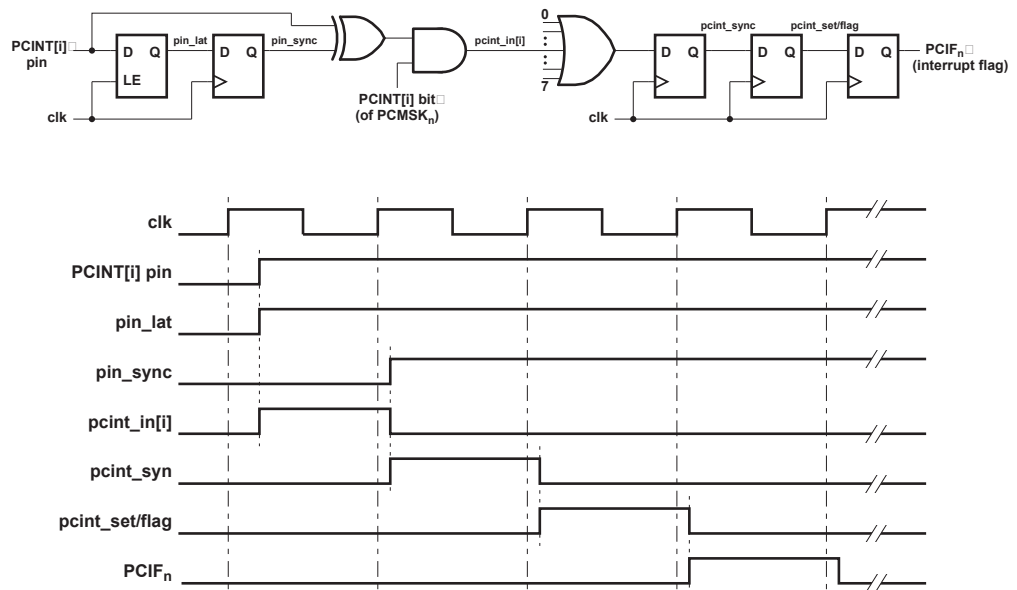 PCINT[i]□
pin
D Q
LE
clk
pin_lat
D Q
pin_sync
PCINT[i] bit□
(of PCMSKn)
pcint_in[i]
0
7
D Q
pcint_sync
D Q
pcint_set/flag
D Q
PCIFn□
(interrupt flag)
clk
clk
PCINT[i] pin
pin_lat
pin_sync
pcint_in[i]
pcint_syn
pcint_set/flag
PCIFn